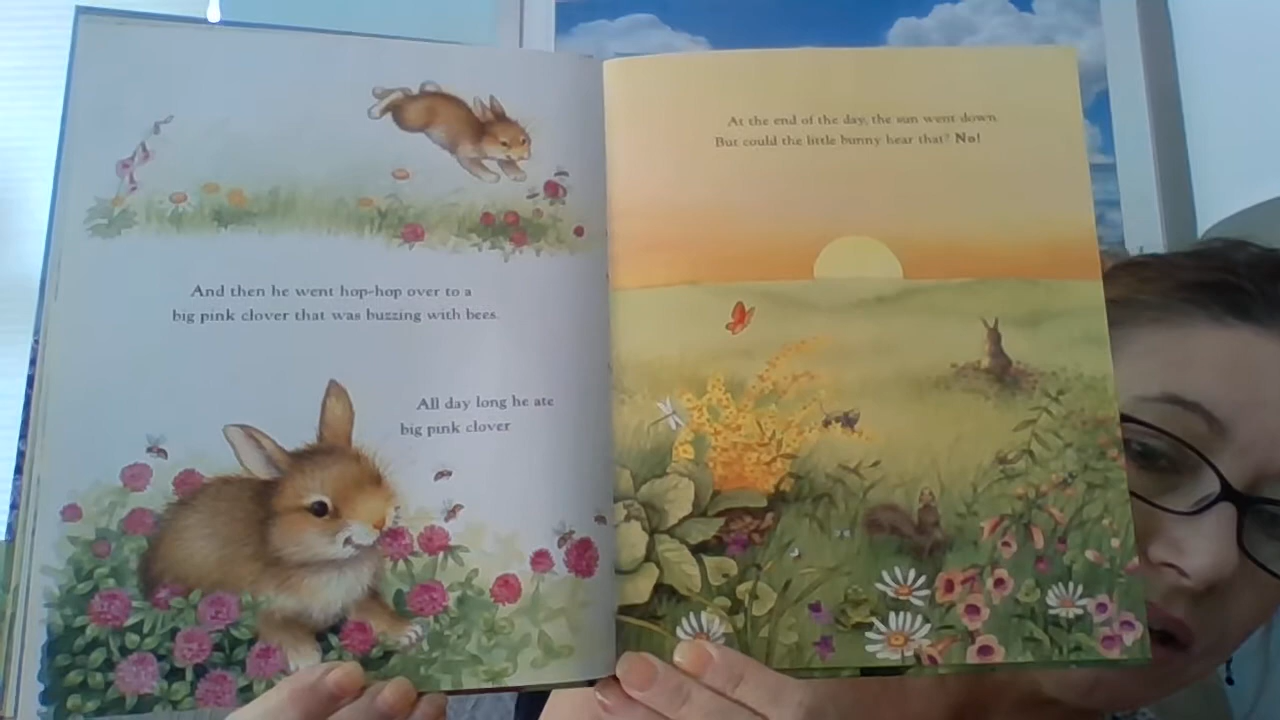 And then he went hop-hop over to a
big pink clover that was buzzing with bees.
All day long he ate
big pink clover
At the end of the day, the sun went down.
But could the little bunny hear that? No!